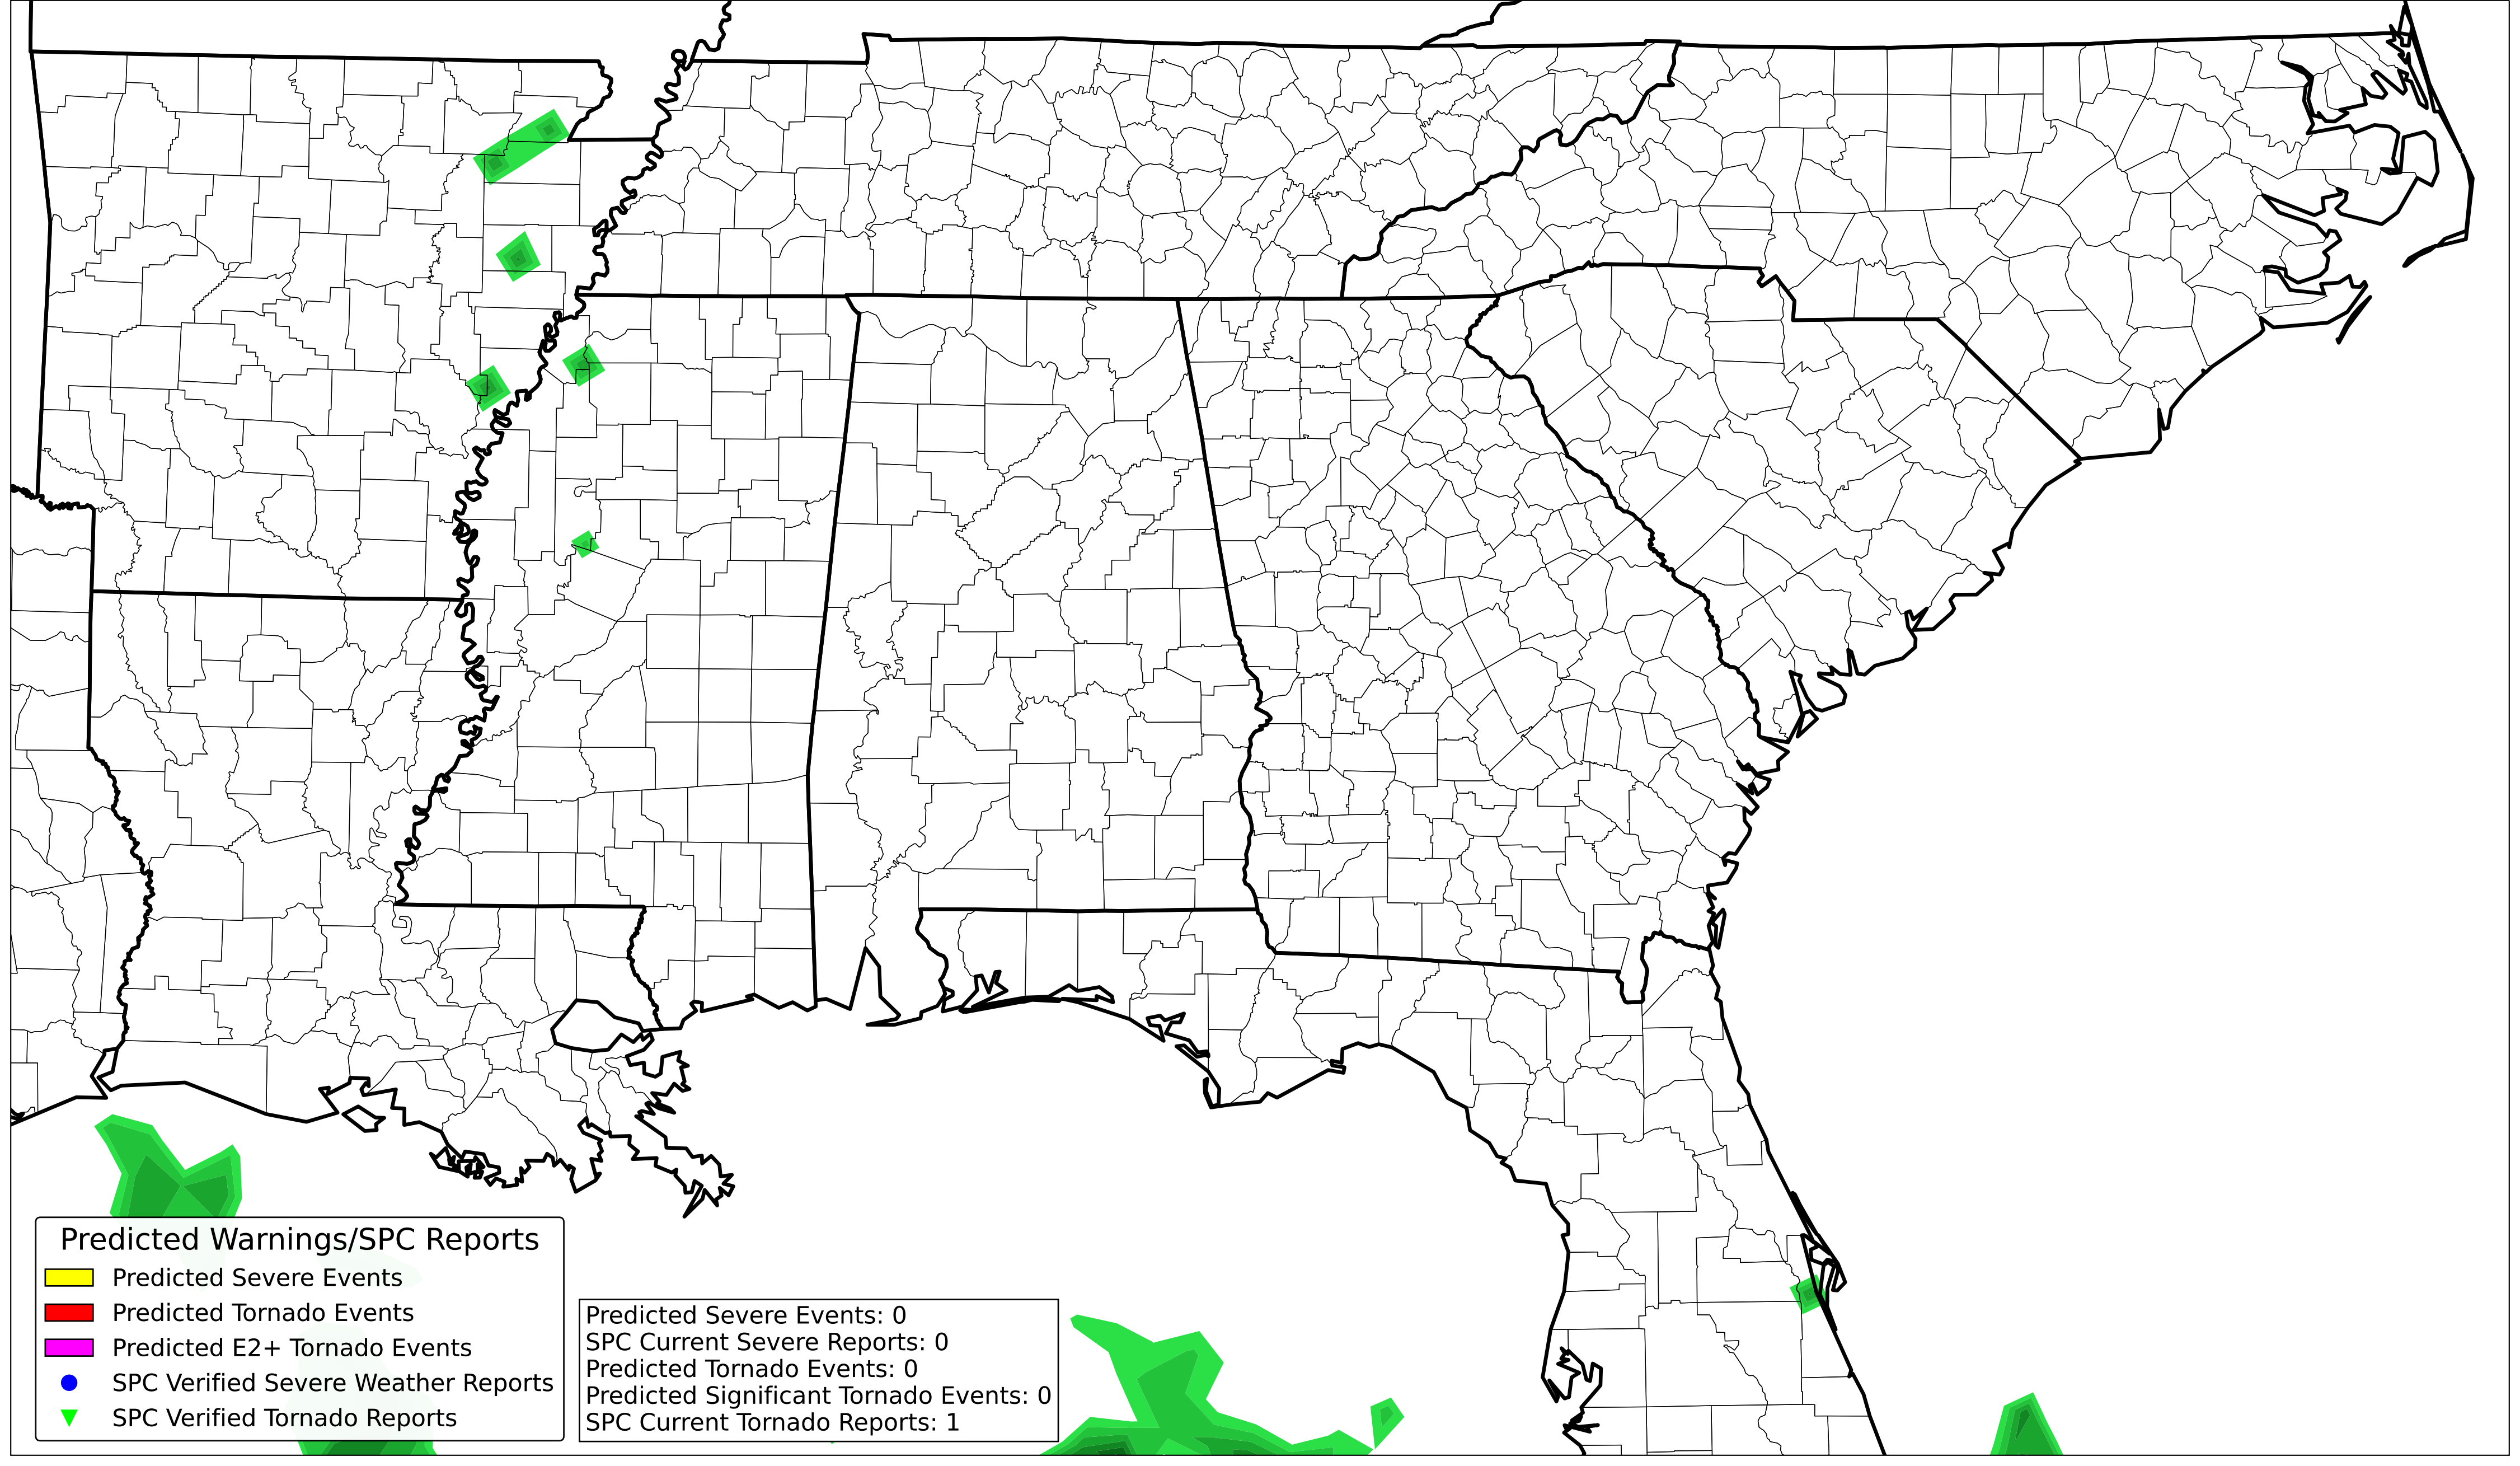 Predicted Warnings/SPC Reports
Predicted Severe Events
Predicted Tornado Events
Predicted E2+ Tornado Events
SPC Verified Severe Weather Reports
SPC Verified Tornado Reports
Predicted Severe Events: 0
SPC Current Severe Reports: 0
Predicted Tornado Events: 0
Predicted Significant Tornado Events: 0
SPC Current Tornado Reports: 1